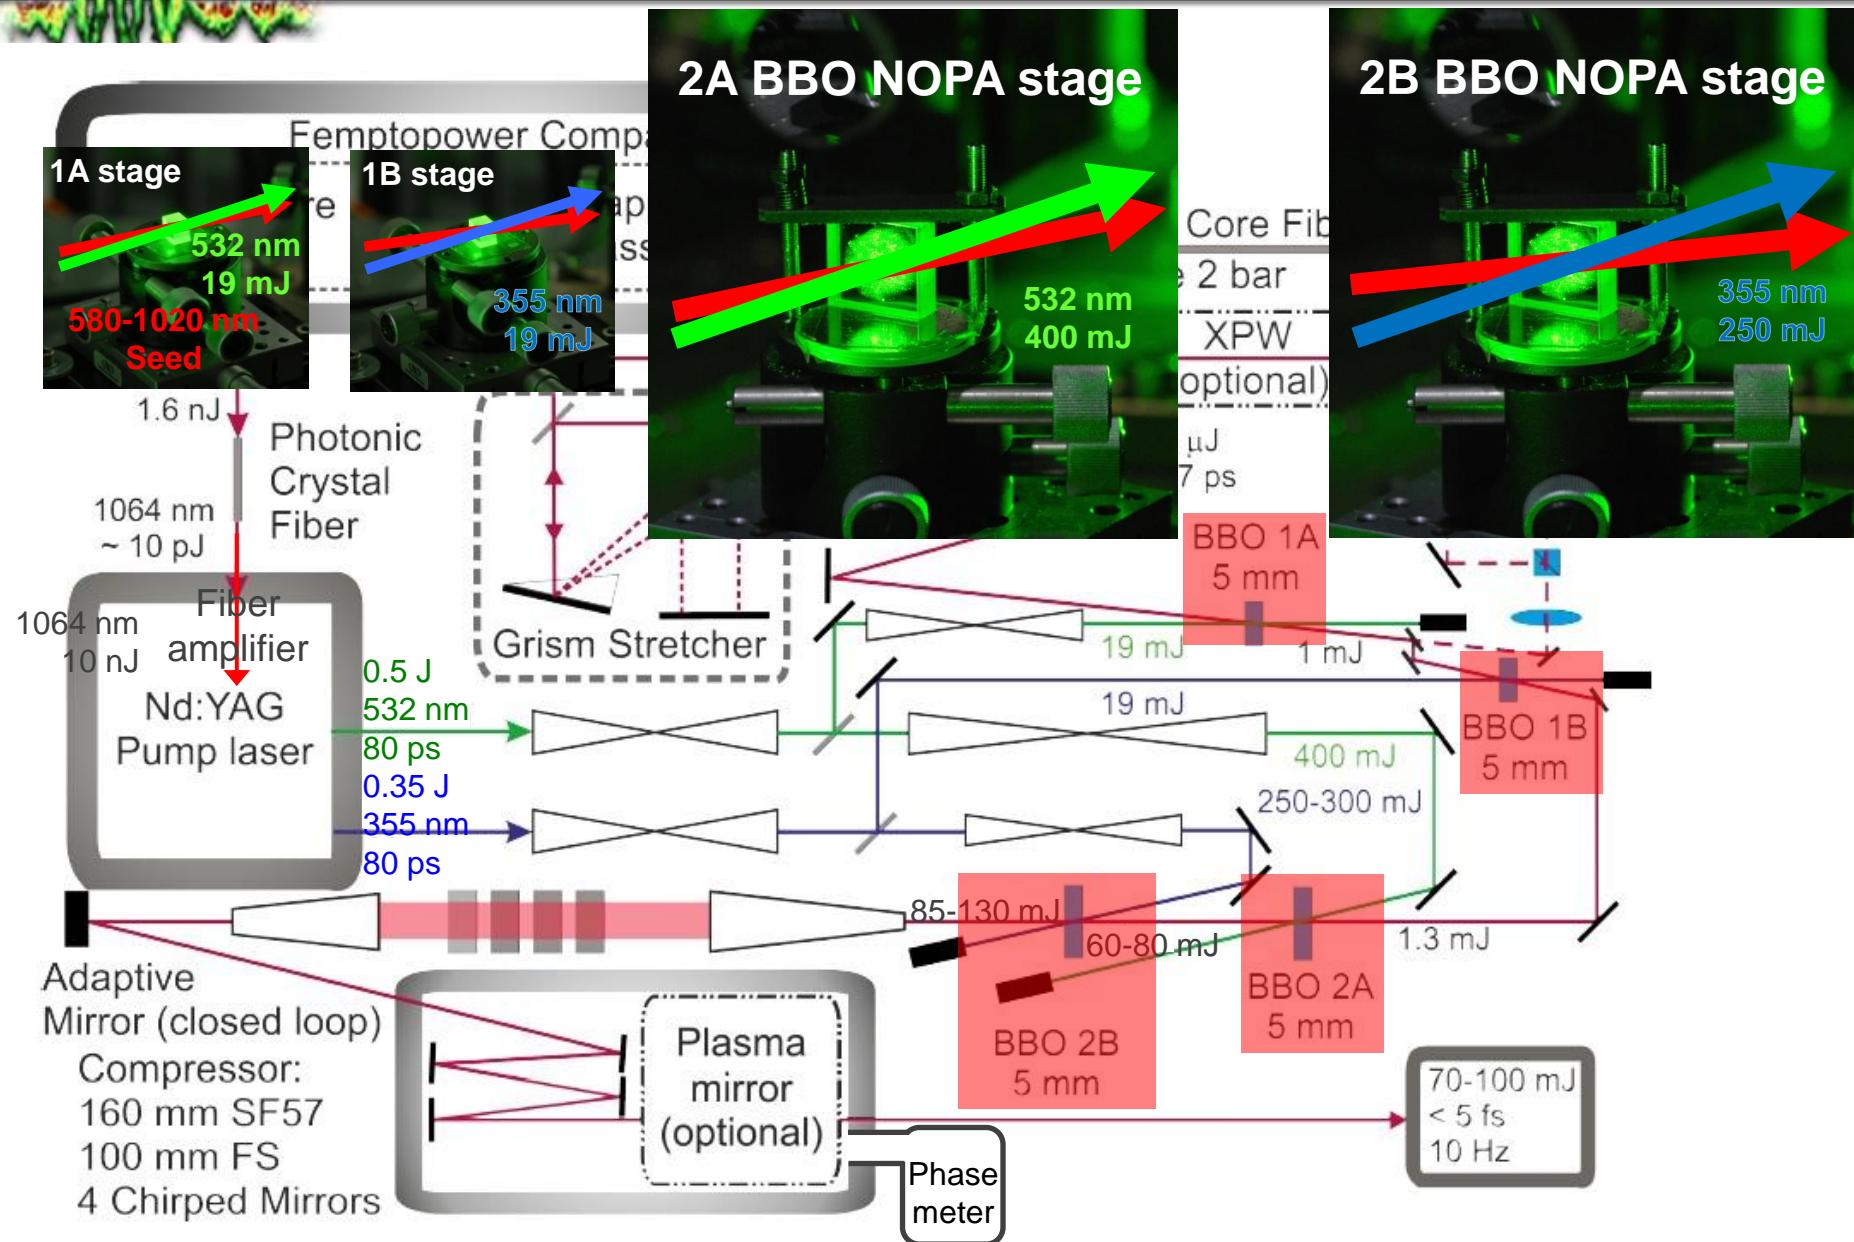 2A BBO NOPA stage
2B BBO NOPA stage
Femptopower Compa
1A stage
1B stage
532 nm
19 mJ
580-1020 nm
Seed
355 nm
19 mJ
532 nm
400 mJ
355 nm
250 mJ
Core Fib
2 bar
XPW
(optional)
µJ
7 ps
1.6 nJ
Photonic
Crystal
Fiber
1064 nm
~ 10 pJ
Fiber
amplifier
1064 nm
10 nJ
Nd:YAG
Pump laser
0.5 J
532 nm
80 ps
0.35 J
355 nm
80 ps
Grism Stretcher
BBO 1A
5 mm
19 mJ
1 mJ
19 mJ
BBO 1B
5 mm
400 mJ
250-300 mJ
85-130 mJ
60-80 mJ
1.3 mJ
BBO 2A
5 mm
BBO 2B
5 mm
Adaptive
Mirror (closed loop)
Compressor:
160 mm SF57
100 mm FS
4 Chirped Mirrors
Plasma
mirror
(optional)
Phase
meter
70-100 mJ
< 5 fs
10 Hz